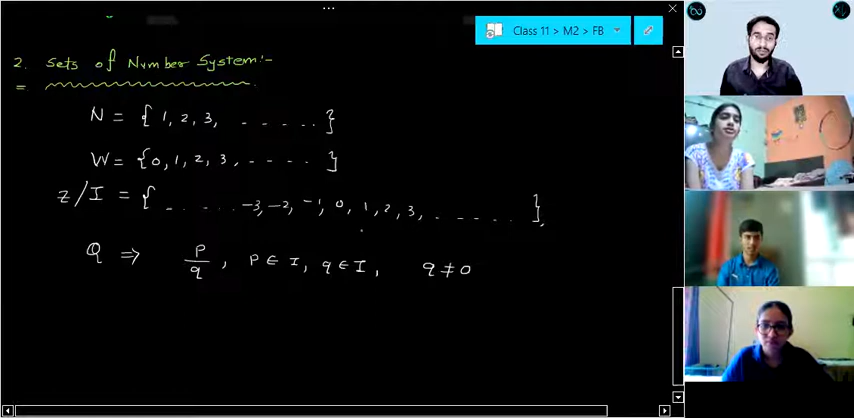 Class 11 > M2 > FB
2. Sets of Number System:-
N = { 1, 2, 3, ----- }
W = {0, 1, 2, 3, ----- }
Z/I = { ----- -3, -2, -1, 0, 1, 2, 3, ----- },
Q ⇒ p/q, P ∈ I, q ∈ I, q ≠ 0